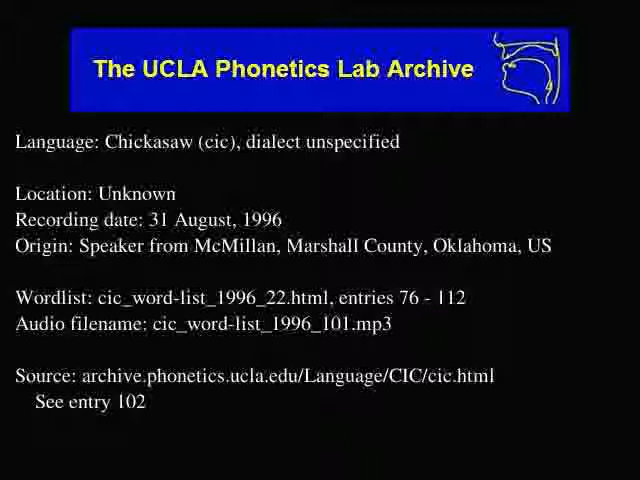 The UCLA Phonetics Lab Archive
Language: Chickasaw (cic), dialect unspecified
Location: Unknown
Recording date: 31 August, 1996
Origin: Speaker from McMillan, Marshall County, Oklahoma, US
Wordlist: cic_word-list_1996_22.html, entries 76 - 112
Audio filename: cic_word-list_1996_101.mp3
Source: archive.phonetics.ucla.edu/Language/CIC/cic.html
See entry 102